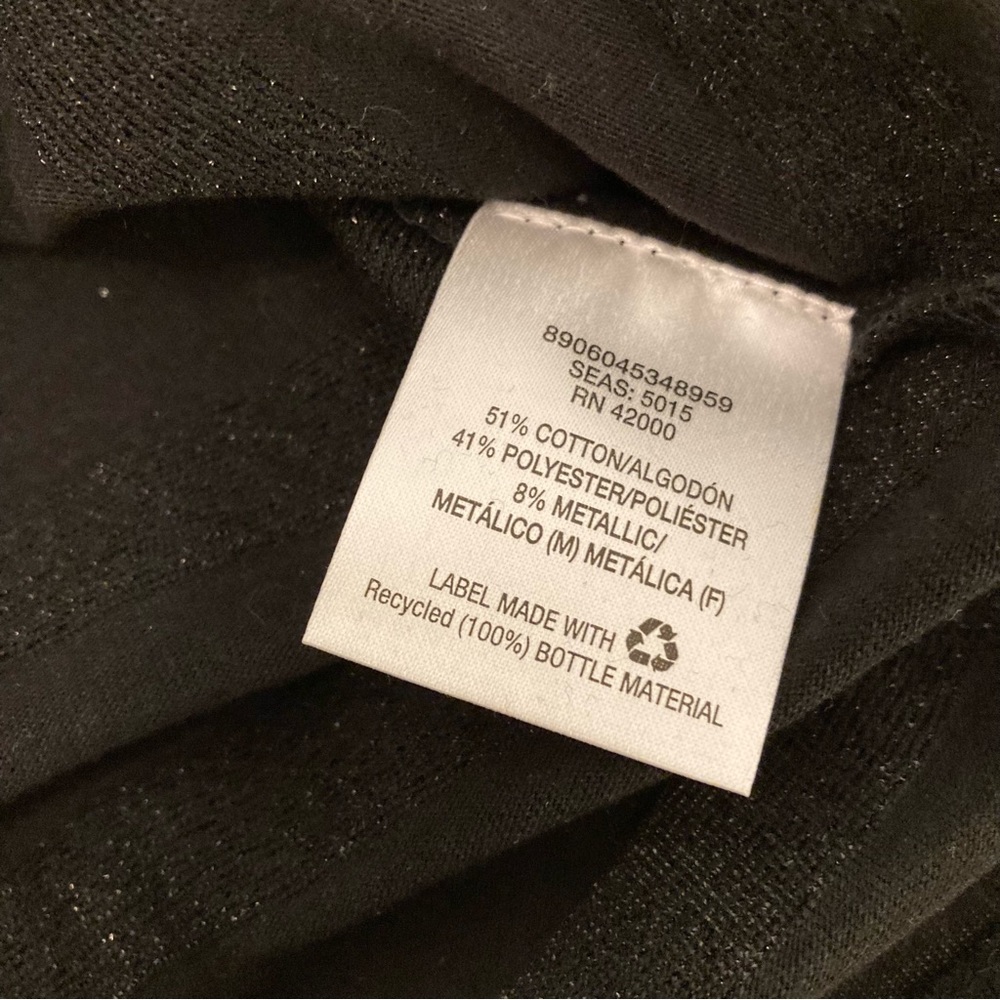 8906045348959
SEAS: 5015
RN 42000
51% COTTON/ALGODÓN
41% POLYESTER/POLIÉSTER
8% METALLIC/
METÁLICO (M) METÁLICA (F)
LABEL MADE WITH
Recycled (100%) BOTTLE MATERIAL